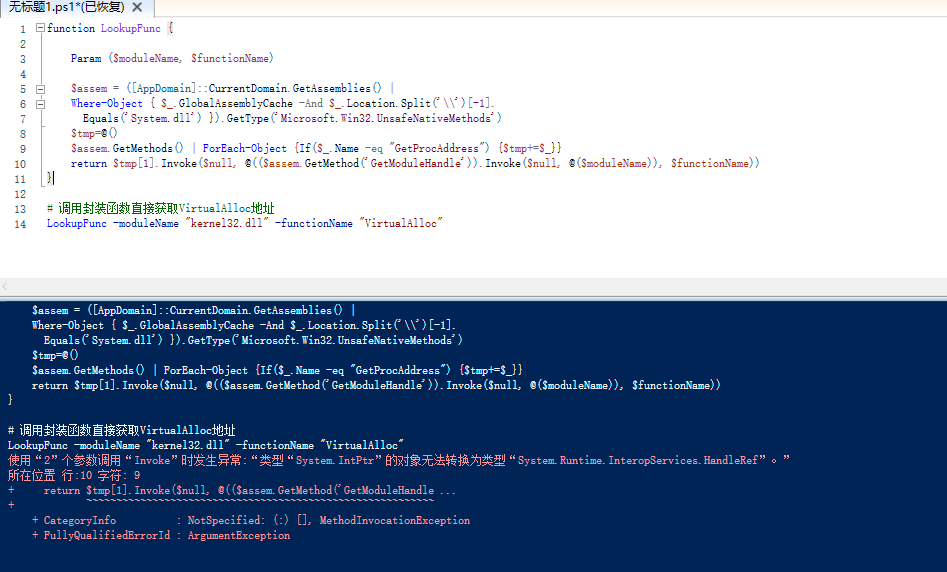 无标题1.ps1*(已恢复) ✕
1 function LookupFunc {
2
3 Param ($moduleName, $functionName)
4
5 $assem = ([AppDomain]::CurrentDomain.GetAssemblies() |
6 Where-Object { $_.GlobalAssemblyCache -And $_.Location.Split('\\')[-1].
7 Equals('System.dll') }).GetType('Microsoft.Win32.UnsafeNativeMethods')
8 $tmp=@()
9 $assem.GetMethods() | ForEach-Object {If($_.Name -eq "GetProcAddress") {$tmp+=$_}}
10 return $tmp[1].Invoke($null, @(($assem.GetMethod('GetModuleHandle')).Invoke($null, @($moduleName)), $functionName))
11 }
12
13 # 调用封装函数直接获取VirtualAlloc地址
14 LookupFunc -moduleName "kernel32.dll" -functionName "VirtualAlloc"
$assem = ([AppDomain]::CurrentDomain.GetAssemblies() |
Where-Object { $_.GlobalAssemblyCache -And $_.Location.Split('\\')[-1].
Equals('System.dll') }).GetType('Microsoft.Win32.UnsafeNativeMethods')
$tmp=@()
$assem.GetMethods() | ForEach-Object {If($_.Name -eq "GetProcAddress") {$tmp+=$_}}
return $tmp[1].Invoke($null, @(($assem.GetMethod('GetModuleHandle')).Invoke($null, @($moduleName)), $functionName))
}
# 调用封装函数直接获取VirtualAlloc地址
LookupFunc -moduleName "kernel32.dll" -functionName "VirtualAlloc"
使用“2”个参数调用“Invoke”时发生异常:“类型“System.IntPtr”的对象无法转换为类型“System.Runtime.InteropServices.HandleRef”。”
所在位置 行:10 字符: 9
+ return $tmp[1].Invoke($null, @(($assem.GetMethod('GetModuleHandle ...
+ ~~~~~~~~~~~~~~~~~~~~~~~~~~~~~~~~~~~~~~~~~~~~~~~~~~~~~~~~~~
+ CategoryInfo : NotSpecified: (:) [], MethodInvocationException
+ FullyQualifiedErrorId : ArgumentException